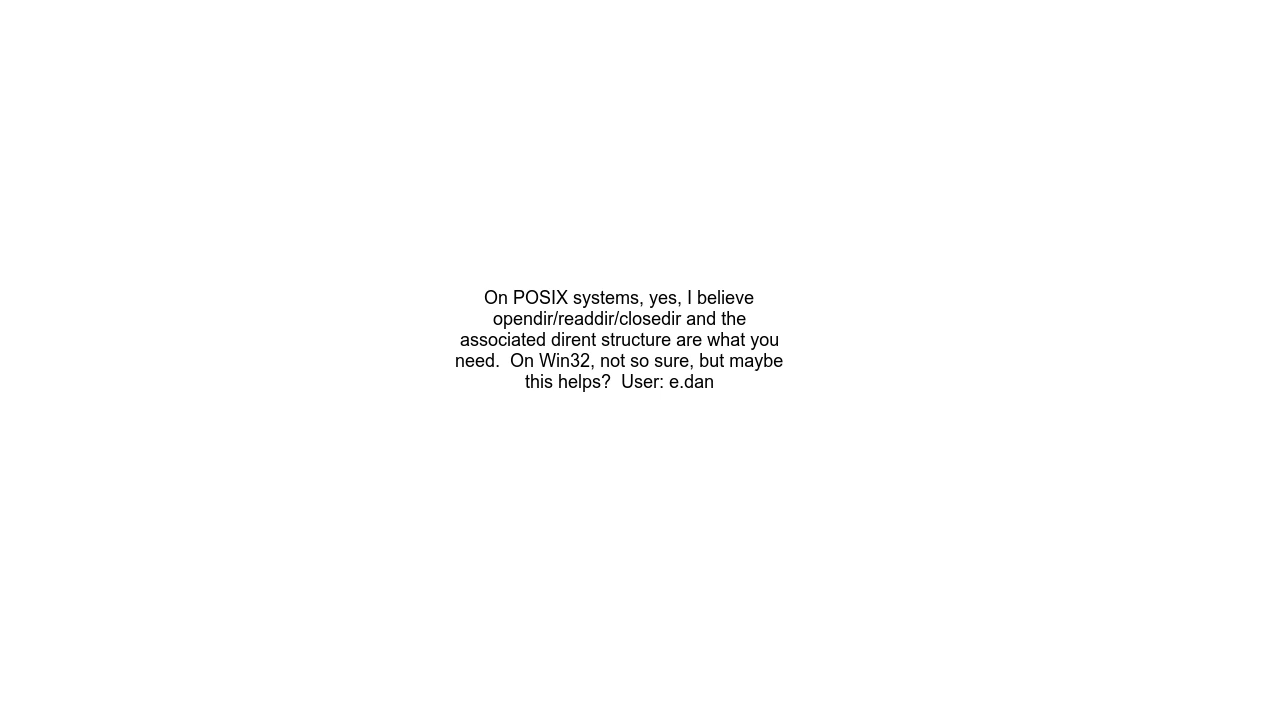 On POSIX systems, yes, I believe
opendir/readdir/closedir and the
associated dirent structure are what you
need.  On Win32, not so sure, but maybe
this helps?  User: e.dan